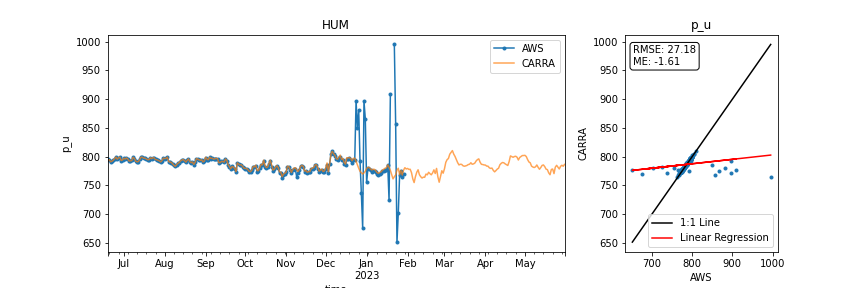 HUM
p_u
1000
950
900
850
800
750
700
650
p_u
AWS
CARRA
Jul
Aug
Sep
Oct
Nov
Dec
Jan
2023
Feb
Mar
Apr
May
time
p_u
RMSE: 27.18
ME: -1.61
1000
950
900
850
800
750
700
650
CARRA
1:1 Line
Linear Regression
700
800
900
1000
AWS